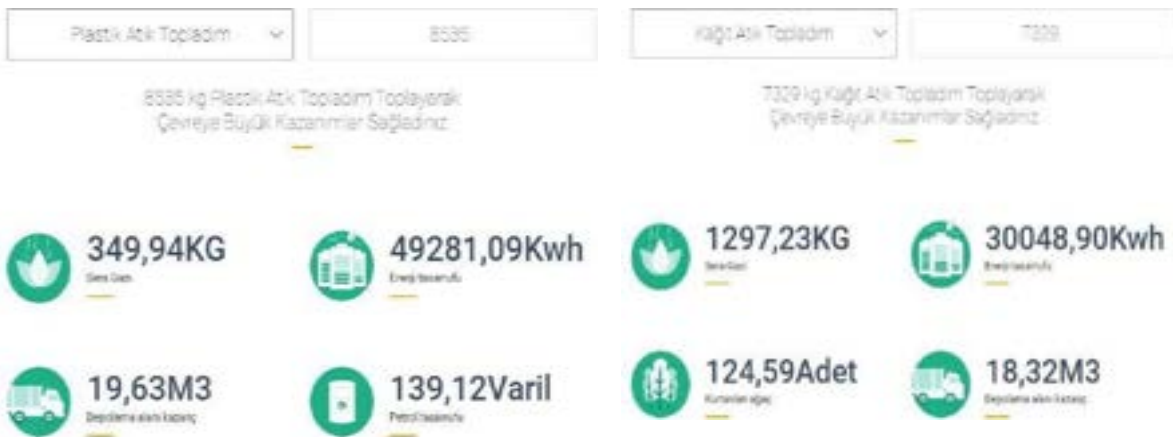 Plastik Atık Topladım
8535
8535 kg Plastik Atık Topladım Toplayarak
Çevreye Büyük Kazanımlar Sağladınız
349,94KG
Sera Gazı
49281,09Kwh
Enerji tasarrufu
19,63M3
Depolama alanı kazanç
139,12Varil
Petrol tasarrufu
Kağıt Atık Topladım
7329
7329 kg Kağıt Atık Topladım Toplayarak
Çevreye Büyük Kazanımlar Sağladınız
1297,23KG
Sera Gazı
30048,90Kwh
Enerji tasarrufu
124,59Adet
Kurtarılan ağaç
18,32M3
Depolama alanı kazanç